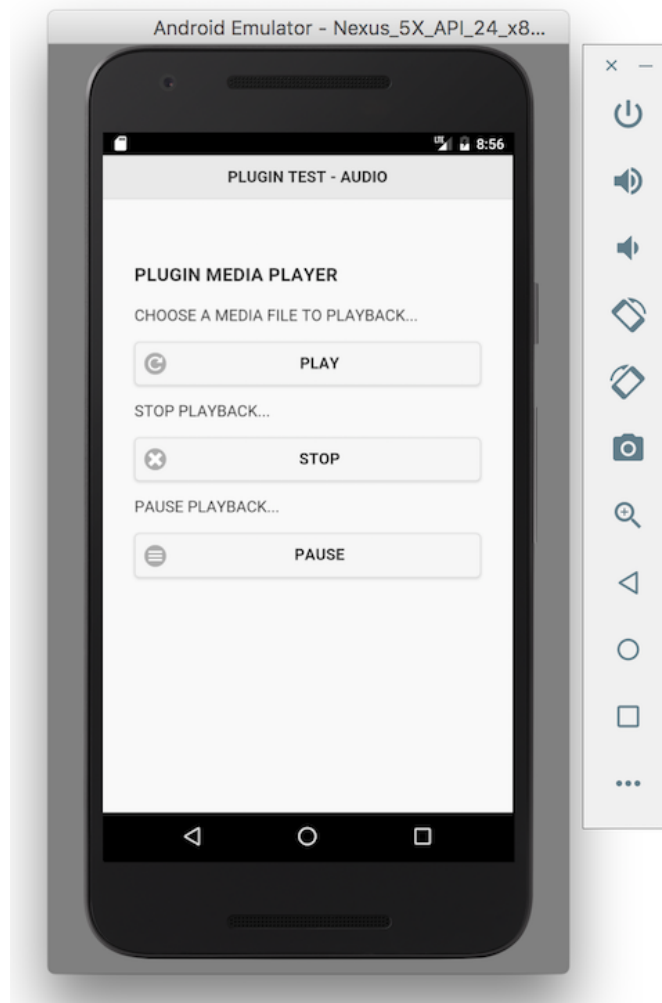 Android Emulator - Nexus_5X_API_24_x8...
LTE 8:56
PLUGIN TEST - AUDIO
PLUGIN MEDIA PLAYER
CHOOSE A MEDIA FILE TO PLAYBACK...
PLAY
STOP PLAYBACK...
STOP
PAUSE PLAYBACK...
PAUSE